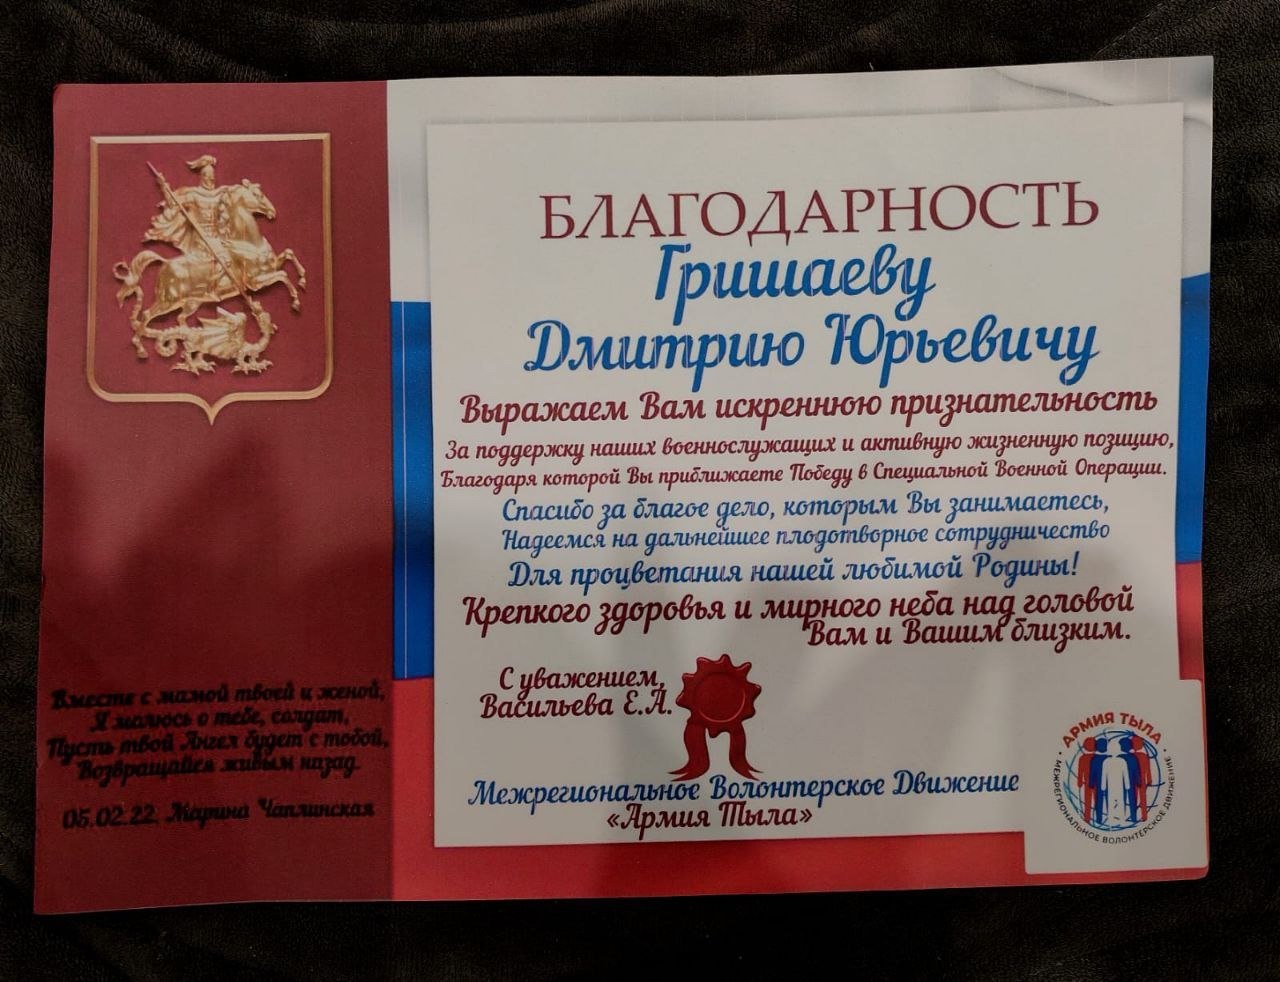 БЛАГОДАРНОСТЬ
Гришаеву
Дмитрию Юрьевичу
Выражаем Вам искреннюю признательность
За поддержку наших военнослужащих и активную жизненную позицию,
Благодаря которой Вы приближаете Победу в Специальной Военной Операции.
Спасибо за благое дело, которым Вы занимаетесь,
Надеемся на дальнейшее плодотворное сотрудничество
Для процветания нашей любимой Родины!
Крепкого здоровья и мирного неба над головой
Вам и Вашим близким.
С уважением,
Васильева Е.А.
Межрегиональное Волонтерское Движение
«Армия Тыла»
Вместе с мамой твоей и женой,
Я молюсь о тебе, солдат,
Пусть твой Ангел будет с тобой,
Возвращайся живым назад.
05.02.22. Марина Чаплинская
АРМИЯ ТЫЛА
• МЕЖРЕГИОНАЛЬНОЕ ВОЛОНТЕРСКОЕ ДВИЖЕНИЕ •